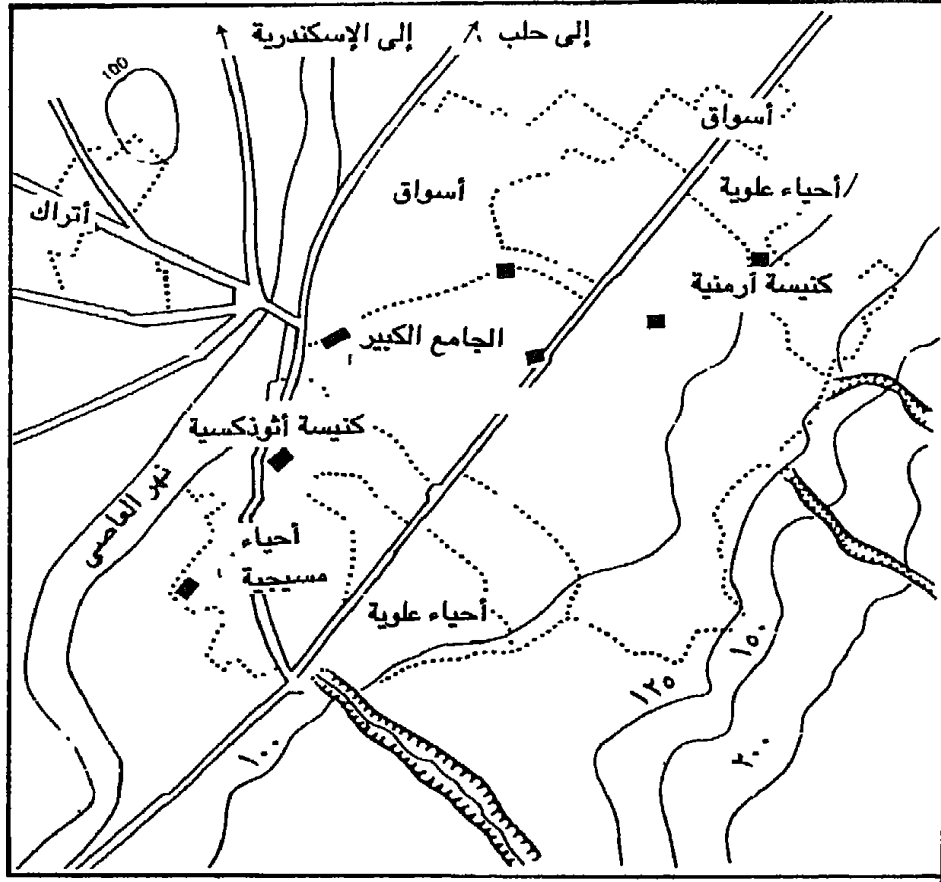 إلى حلب
إلى الإسكندرية
100
أسواق
أسواق
أحياء علوية
أتراك
كنيسة أرمنية
الجامع الكبير
كنيسة أثوذكسية
نهر العاصي
أحياء
مسيحية
أحياء علوية
١٥٠
١٢٥
٢٠٠
١٠٠